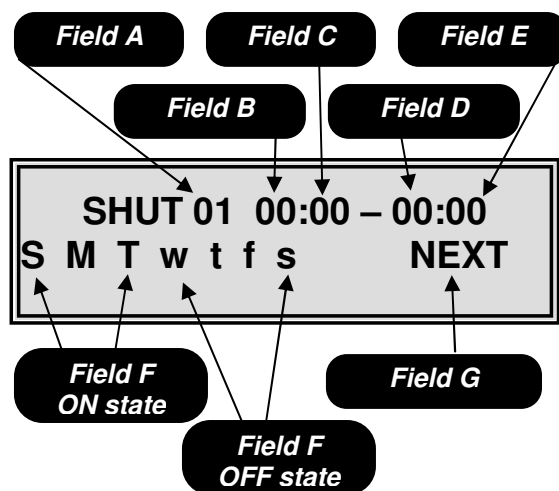 Field A
Field C
Field E
Field B
Field D
SHUT 01 00:00 – 00:00
S M T w t f s NEXT
Field F
ON state
Field G
Field F
OFF state